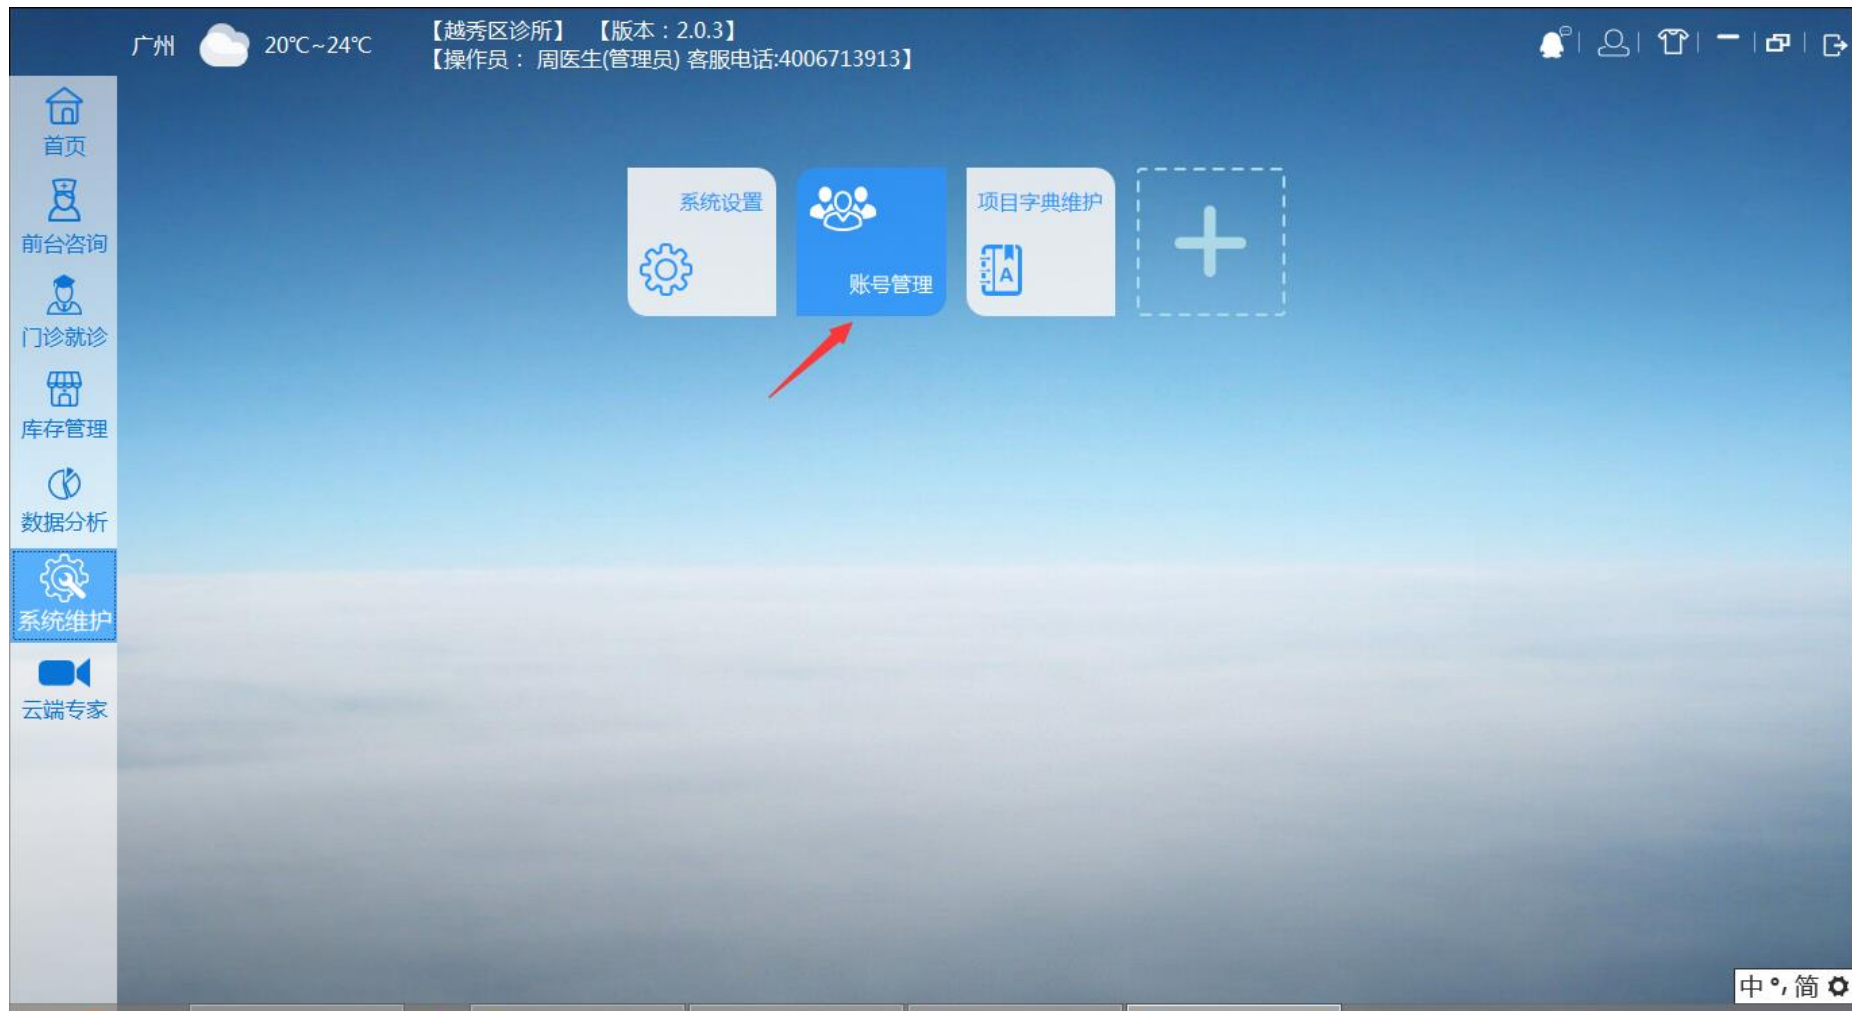 广州
20℃~24℃
【越秀区诊所】 【版本：2.0.3】
【操作员： 周医生(管理员) 客服电话:4006713913】
首页
前台咨询
门诊就诊
库存管理
数据分析
系统维护
云端专家
系统设置
账号管理
项目字典维护
A
中 °, 简